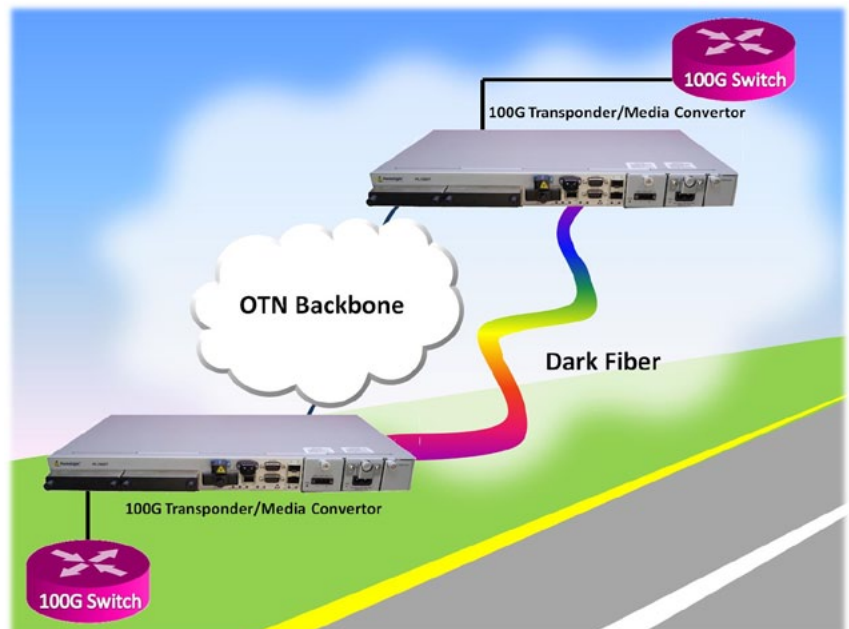 100G Switch
100G Transponder/Media Convertor
OTN Backbone
Dark Fiber
100G Transponder/Media Convertor
100G Switch